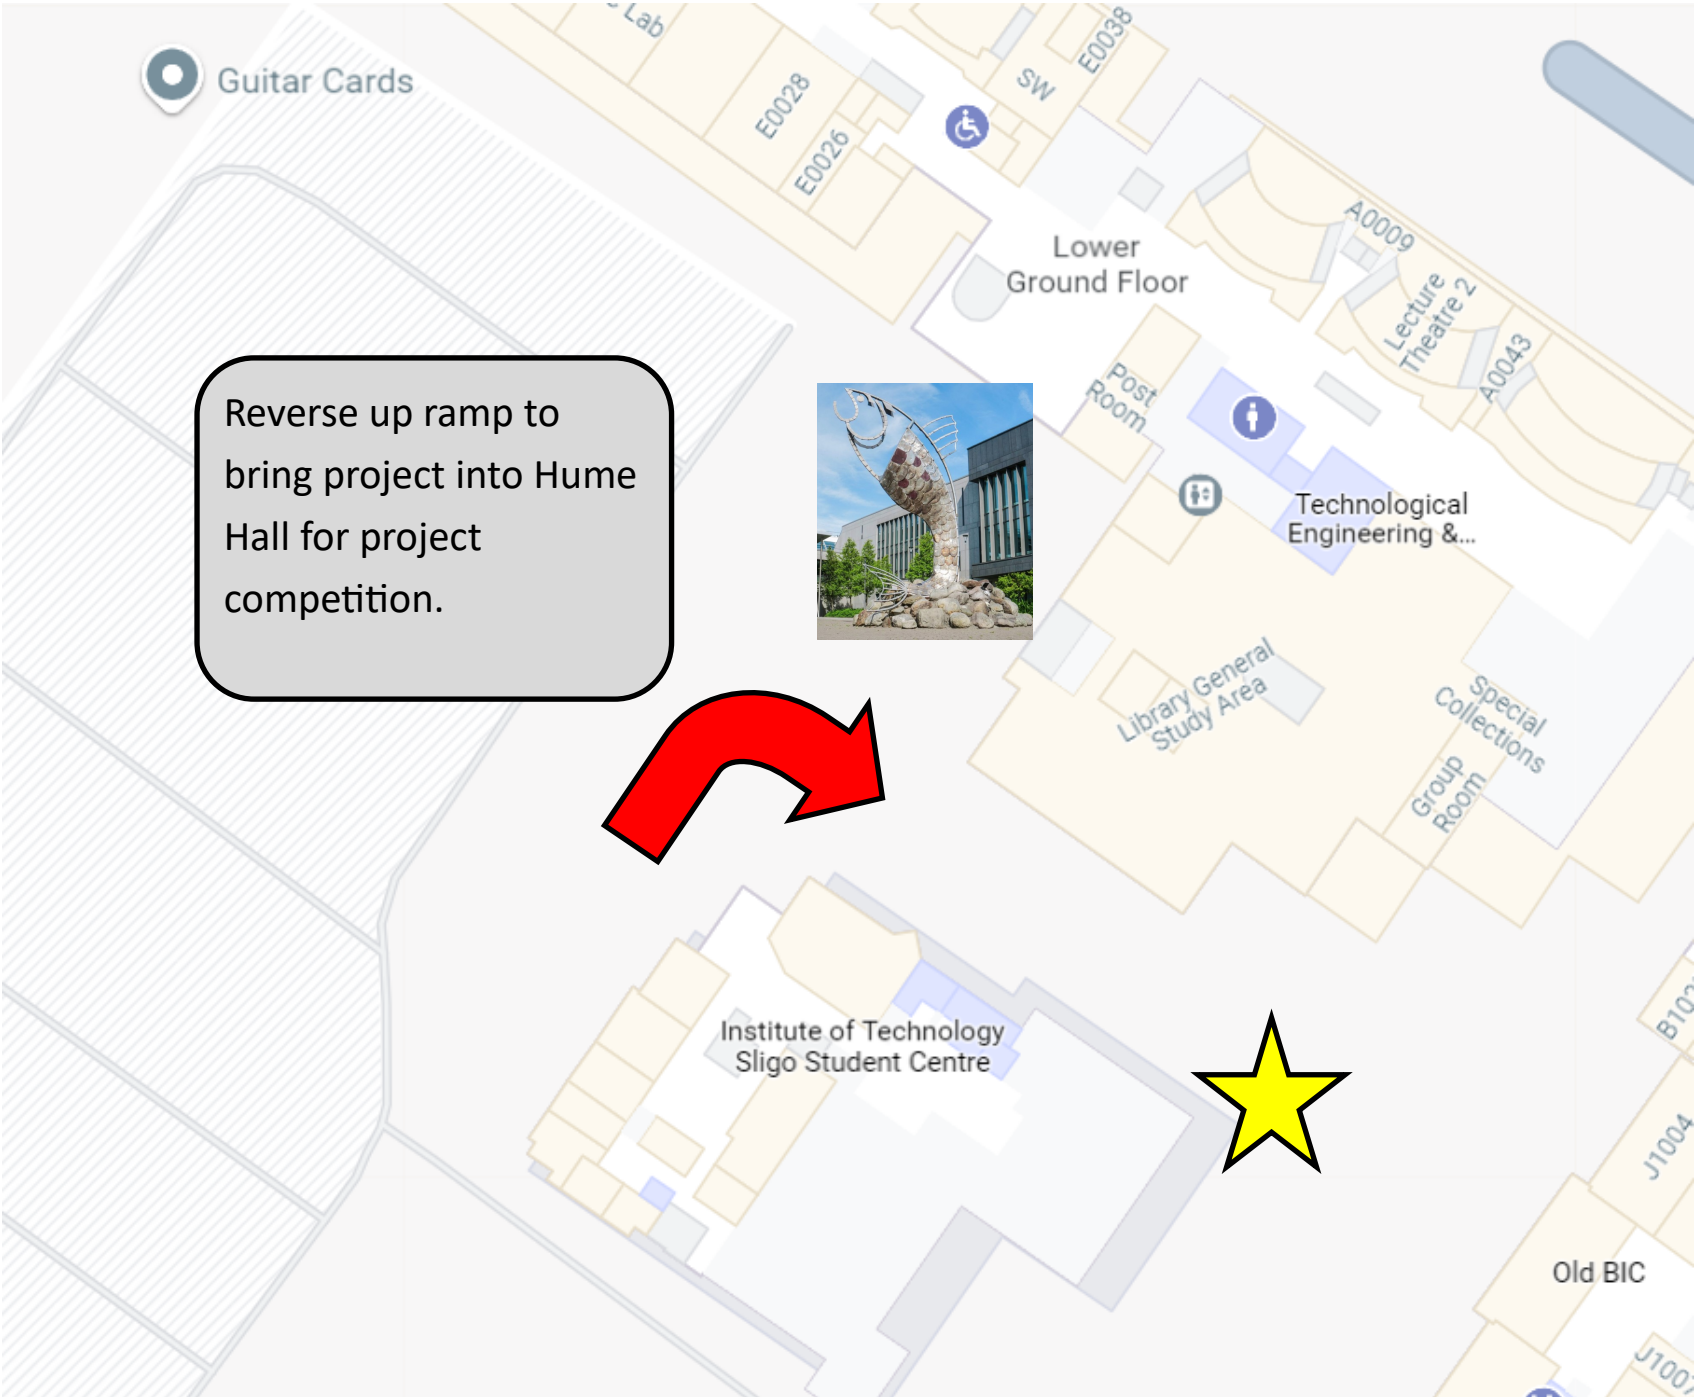 Lab
E0038
SW
Guitar Cards
E0028
E0026
A0009
Lower
Ground Floor
Lecture
Theatre 2
A0043
Post
Room
Reverse up ramp to
bring project into Hume
Hall for project
competition.
Technological
Engineering &...
Library General
Study Area
Special
Collections
Group
Room
Institute of Technology
Sligo Student Centre
J1004
Old BIC